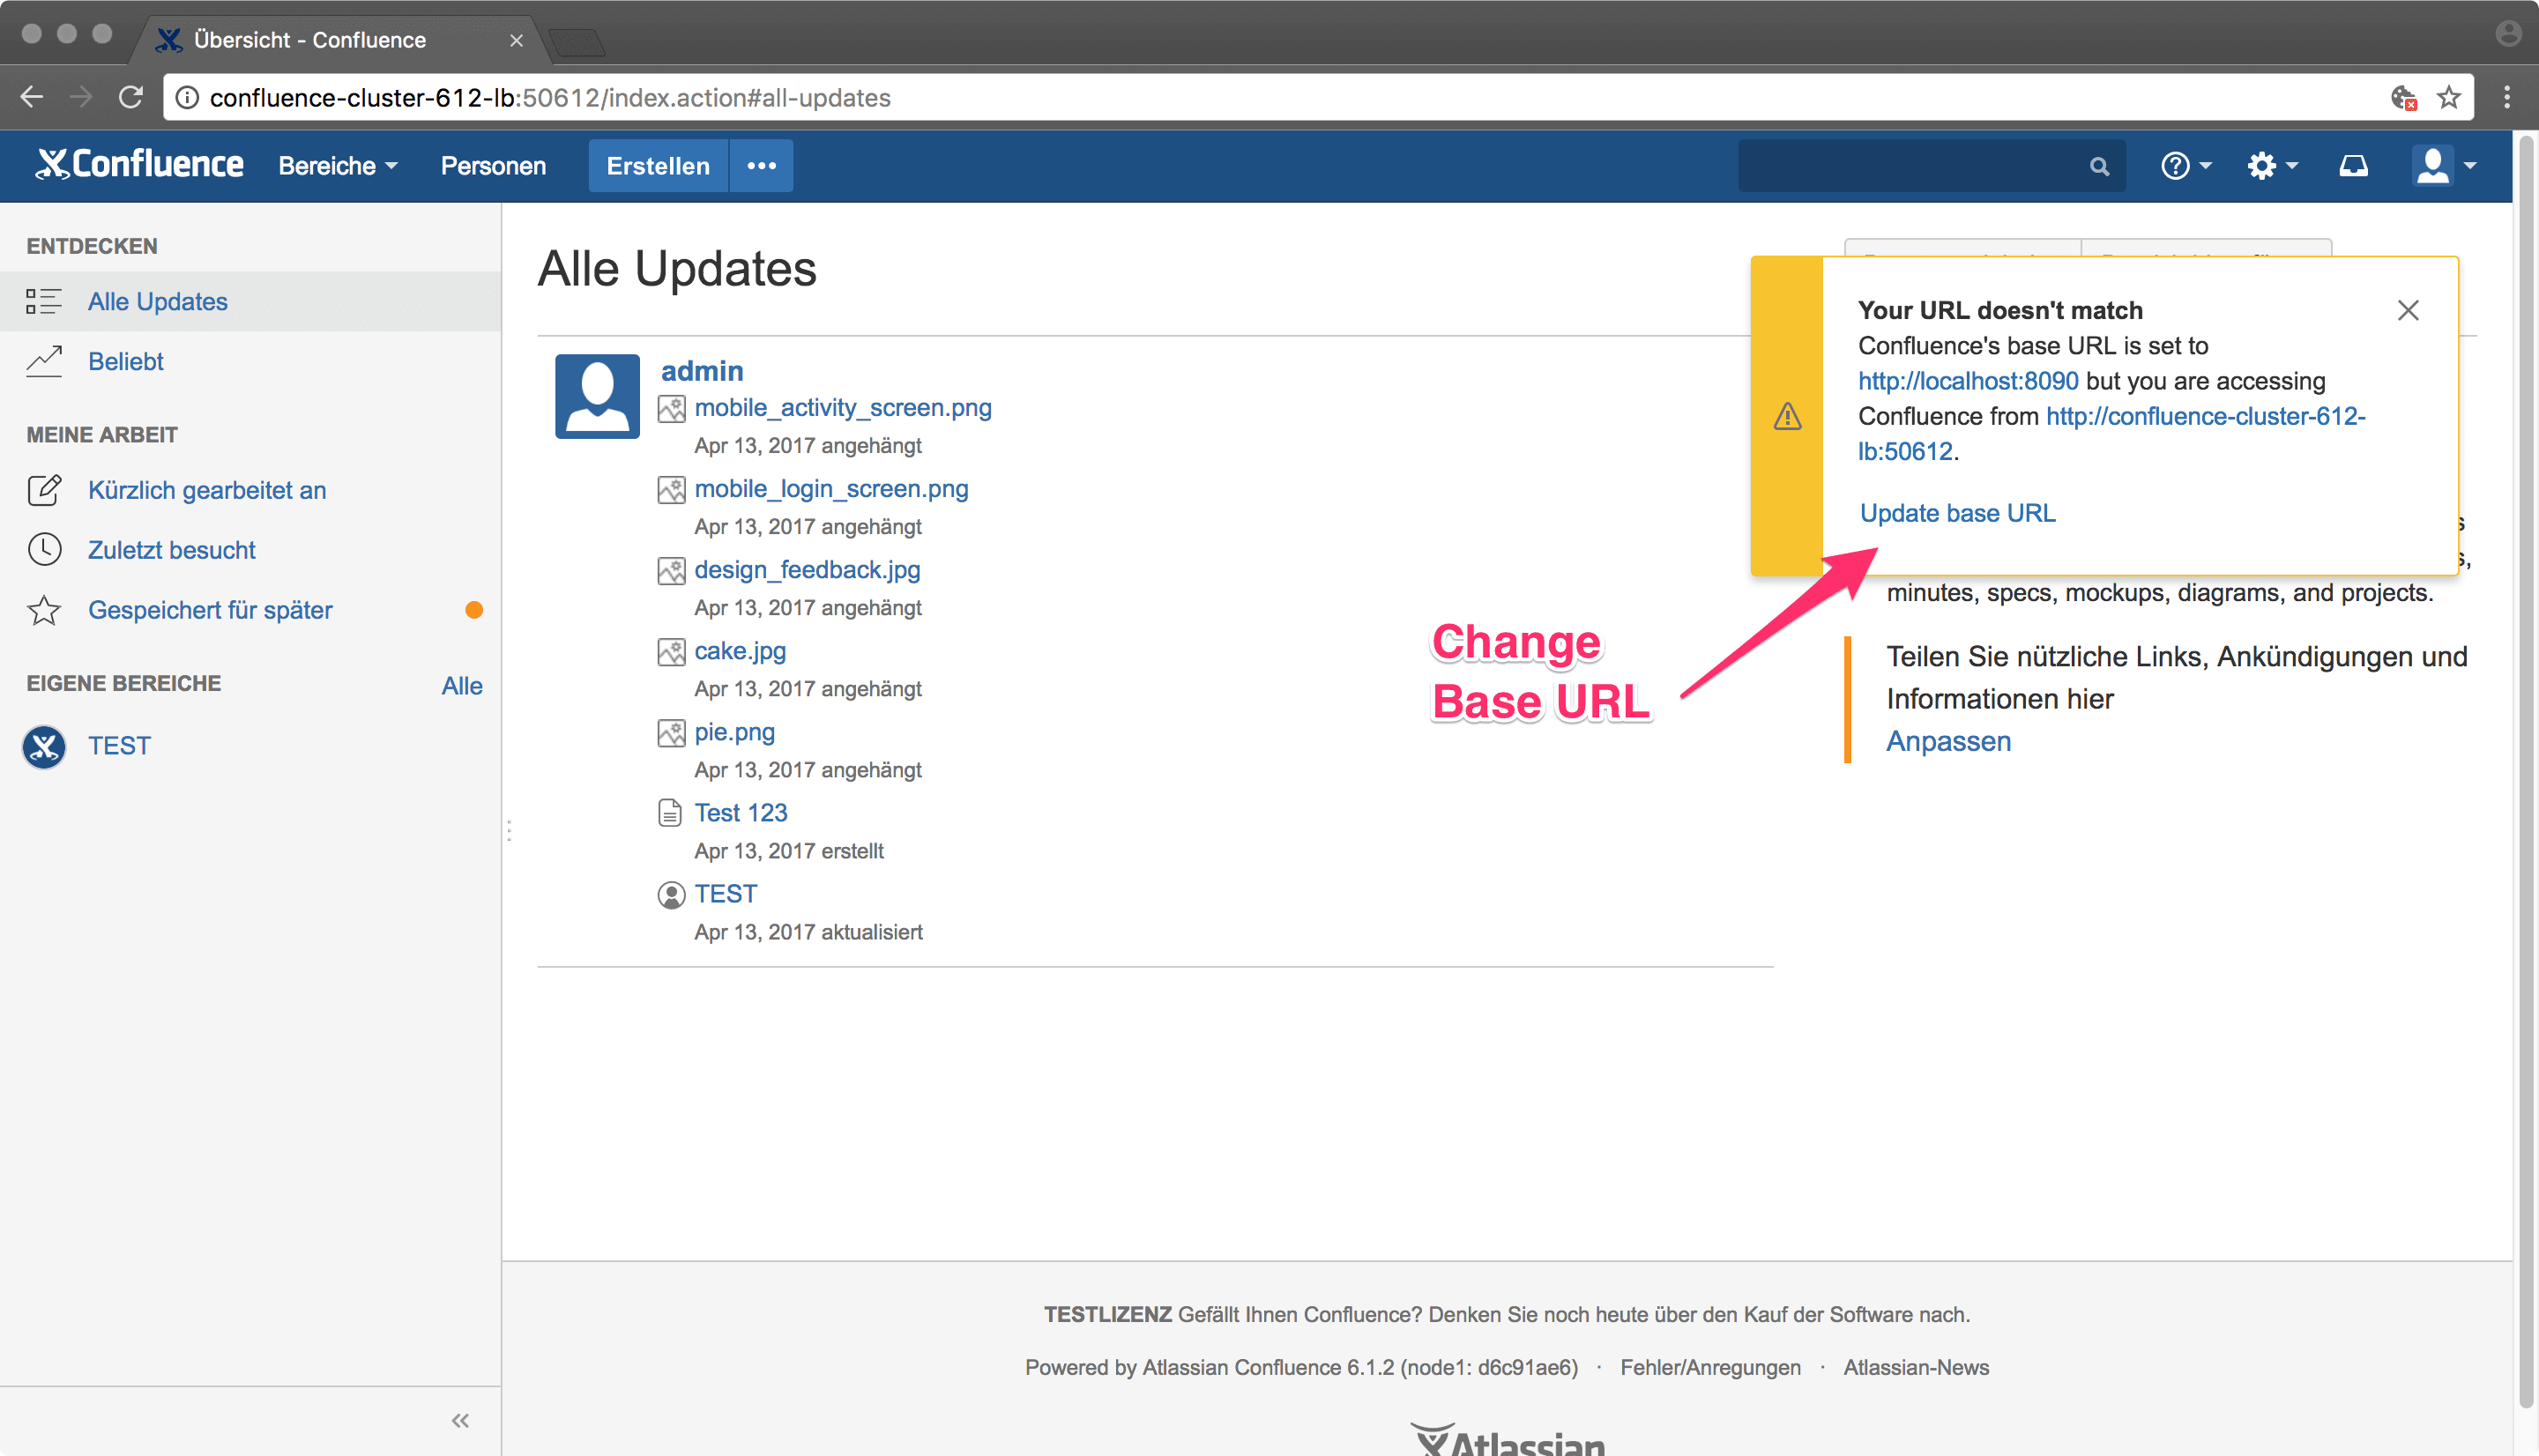 Übersicht - Confluence
confluence-cluster-612-lb:50612/index.action#all-updates
Confluence
Bereiche
Personen
Erstellen
ENTDECKEN
Alle Updates
Beliebt
MEINE ARBEIT
Kürzlich gearbeitet an
Zuletzt besucht
Gespeichert für später
EIGENE BEREICHE
Alle
TEST
Alle Updates
admin
mobile_activity_screen.png
Apr 13, 2017 angehängt
mobile_login_screen.png
Apr 13, 2017 angehängt
design_feedback.jpg
Apr 13, 2017 angehängt
cake.jpg
Apr 13, 2017 angehängt
pie.png
Apr 13, 2017 angehängt
Test 123
Apr 13, 2017 erstellt
TEST
Apr 13, 2017 aktualisiert
Your URL doesn't match
Confluence's base URL is set to
http://localhost:8090 but you are accessing
Confluence from http://confluence-cluster-612-
lb:50612.
Update base URL
Change
Base URL
minutes, specs, mockups, diagrams, and projects.
Teilen Sie nützliche Links, Ankündigungen und
Informationen hier
Anpassen
TESTLIZENZ Gefällt Ihnen Confluence? Denken Sie noch heute über den Kauf der Software nach.
Powered by Atlassian Confluence 6.1.2 (node1: d6c91ae6) · Fehler/Anregungen · Atlassian-News
Atlassian